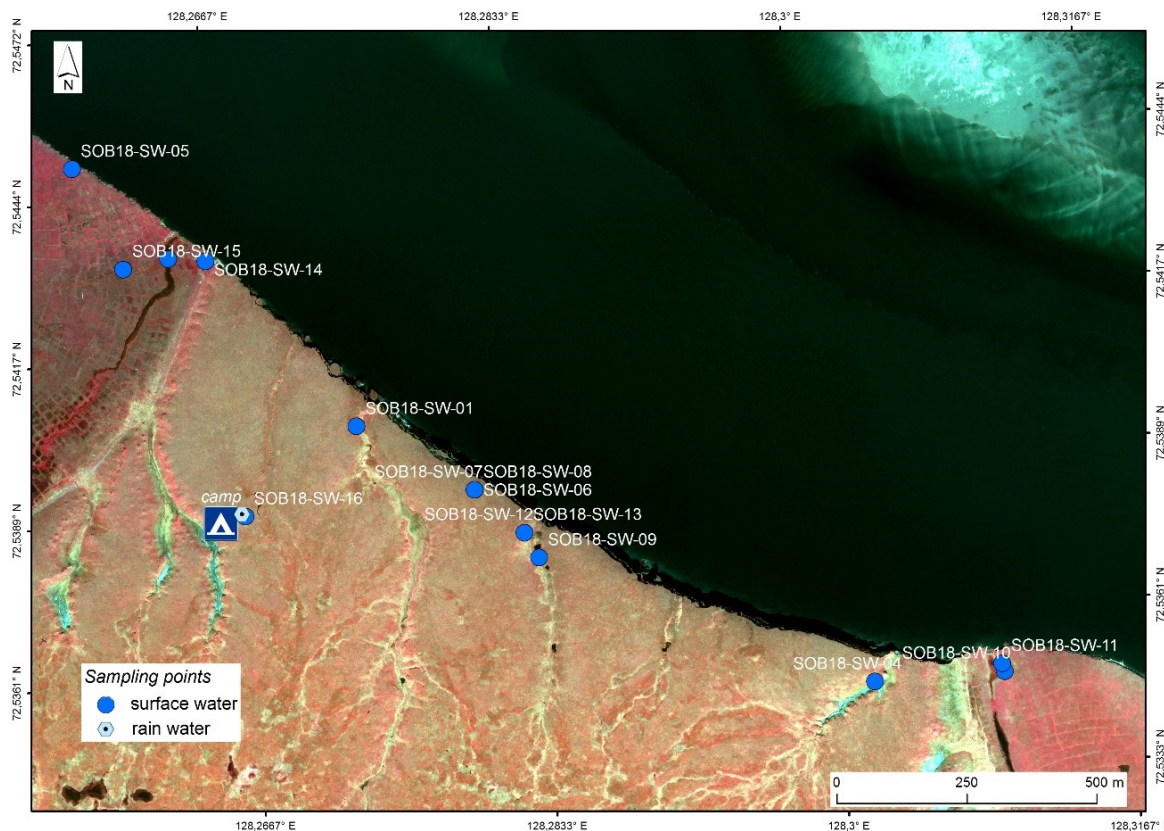 128,2667° E 128,2833° E 128,3° E 128,3167° E
72,5472° N
N
72,5444° N
SOB18-SW-05
72,5444° N
SOB18-SW-15
SOB18-SW-14
72,5417° N
72,5417° N
SOB18-SW-01
72,5389° N
SOB18-SW-07SOB18-SW-08
SOB18-SW-06
camp SOB18-SW-16
SOB18-SW-12SOB18-SW-13
72,5389° N
SOB18-SW-09
72,5361° N
SOB18-SW-10 SOB18-SW-11
SOB18-SW-04
72,5361° N
Sampling points
surface water
rain water
72,5333° N
0 250 500 m
128,2667° E 128,2833° E 128,3° E 128,3167° E